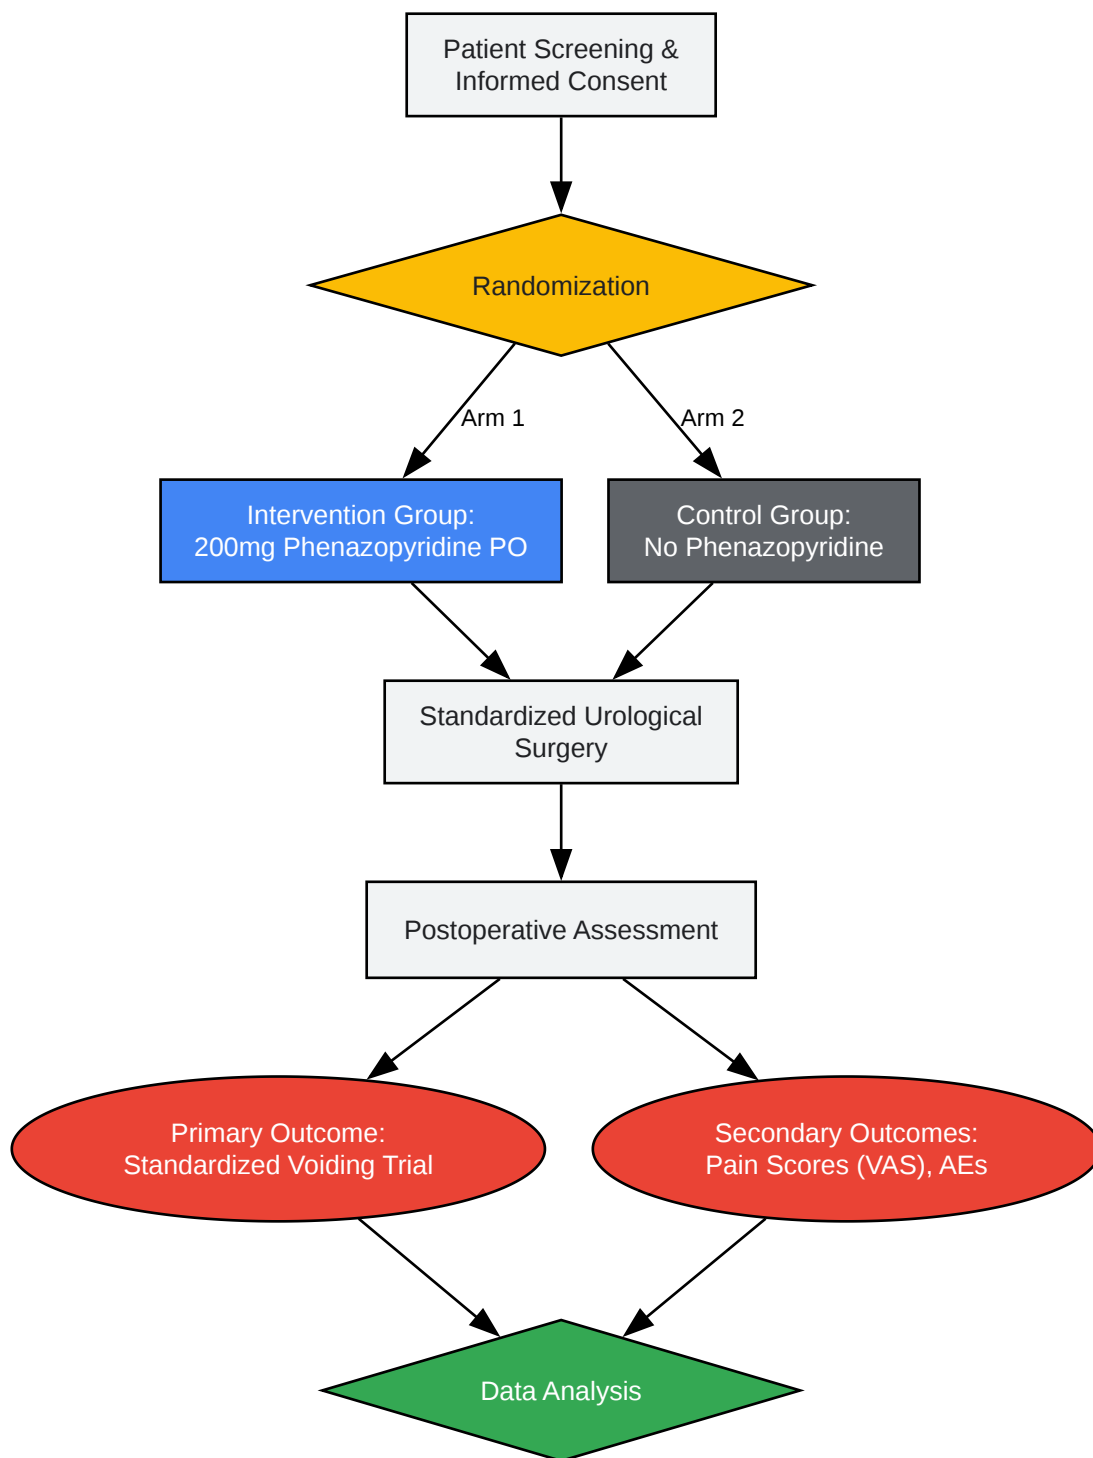 Patient Screening &
Informed Consent
Randomization
Arm 1
Arm 2
Intervention Group:
200mg Phenazopyridine PO
Control Group:
No Phenazopyridine
Standardized Urological
Surgery
Postoperative Assessment
Primary Outcome:
Standardized Voiding Trial
Secondary Outcomes:
Pain Scores (VAS), AEs
Data Analysis